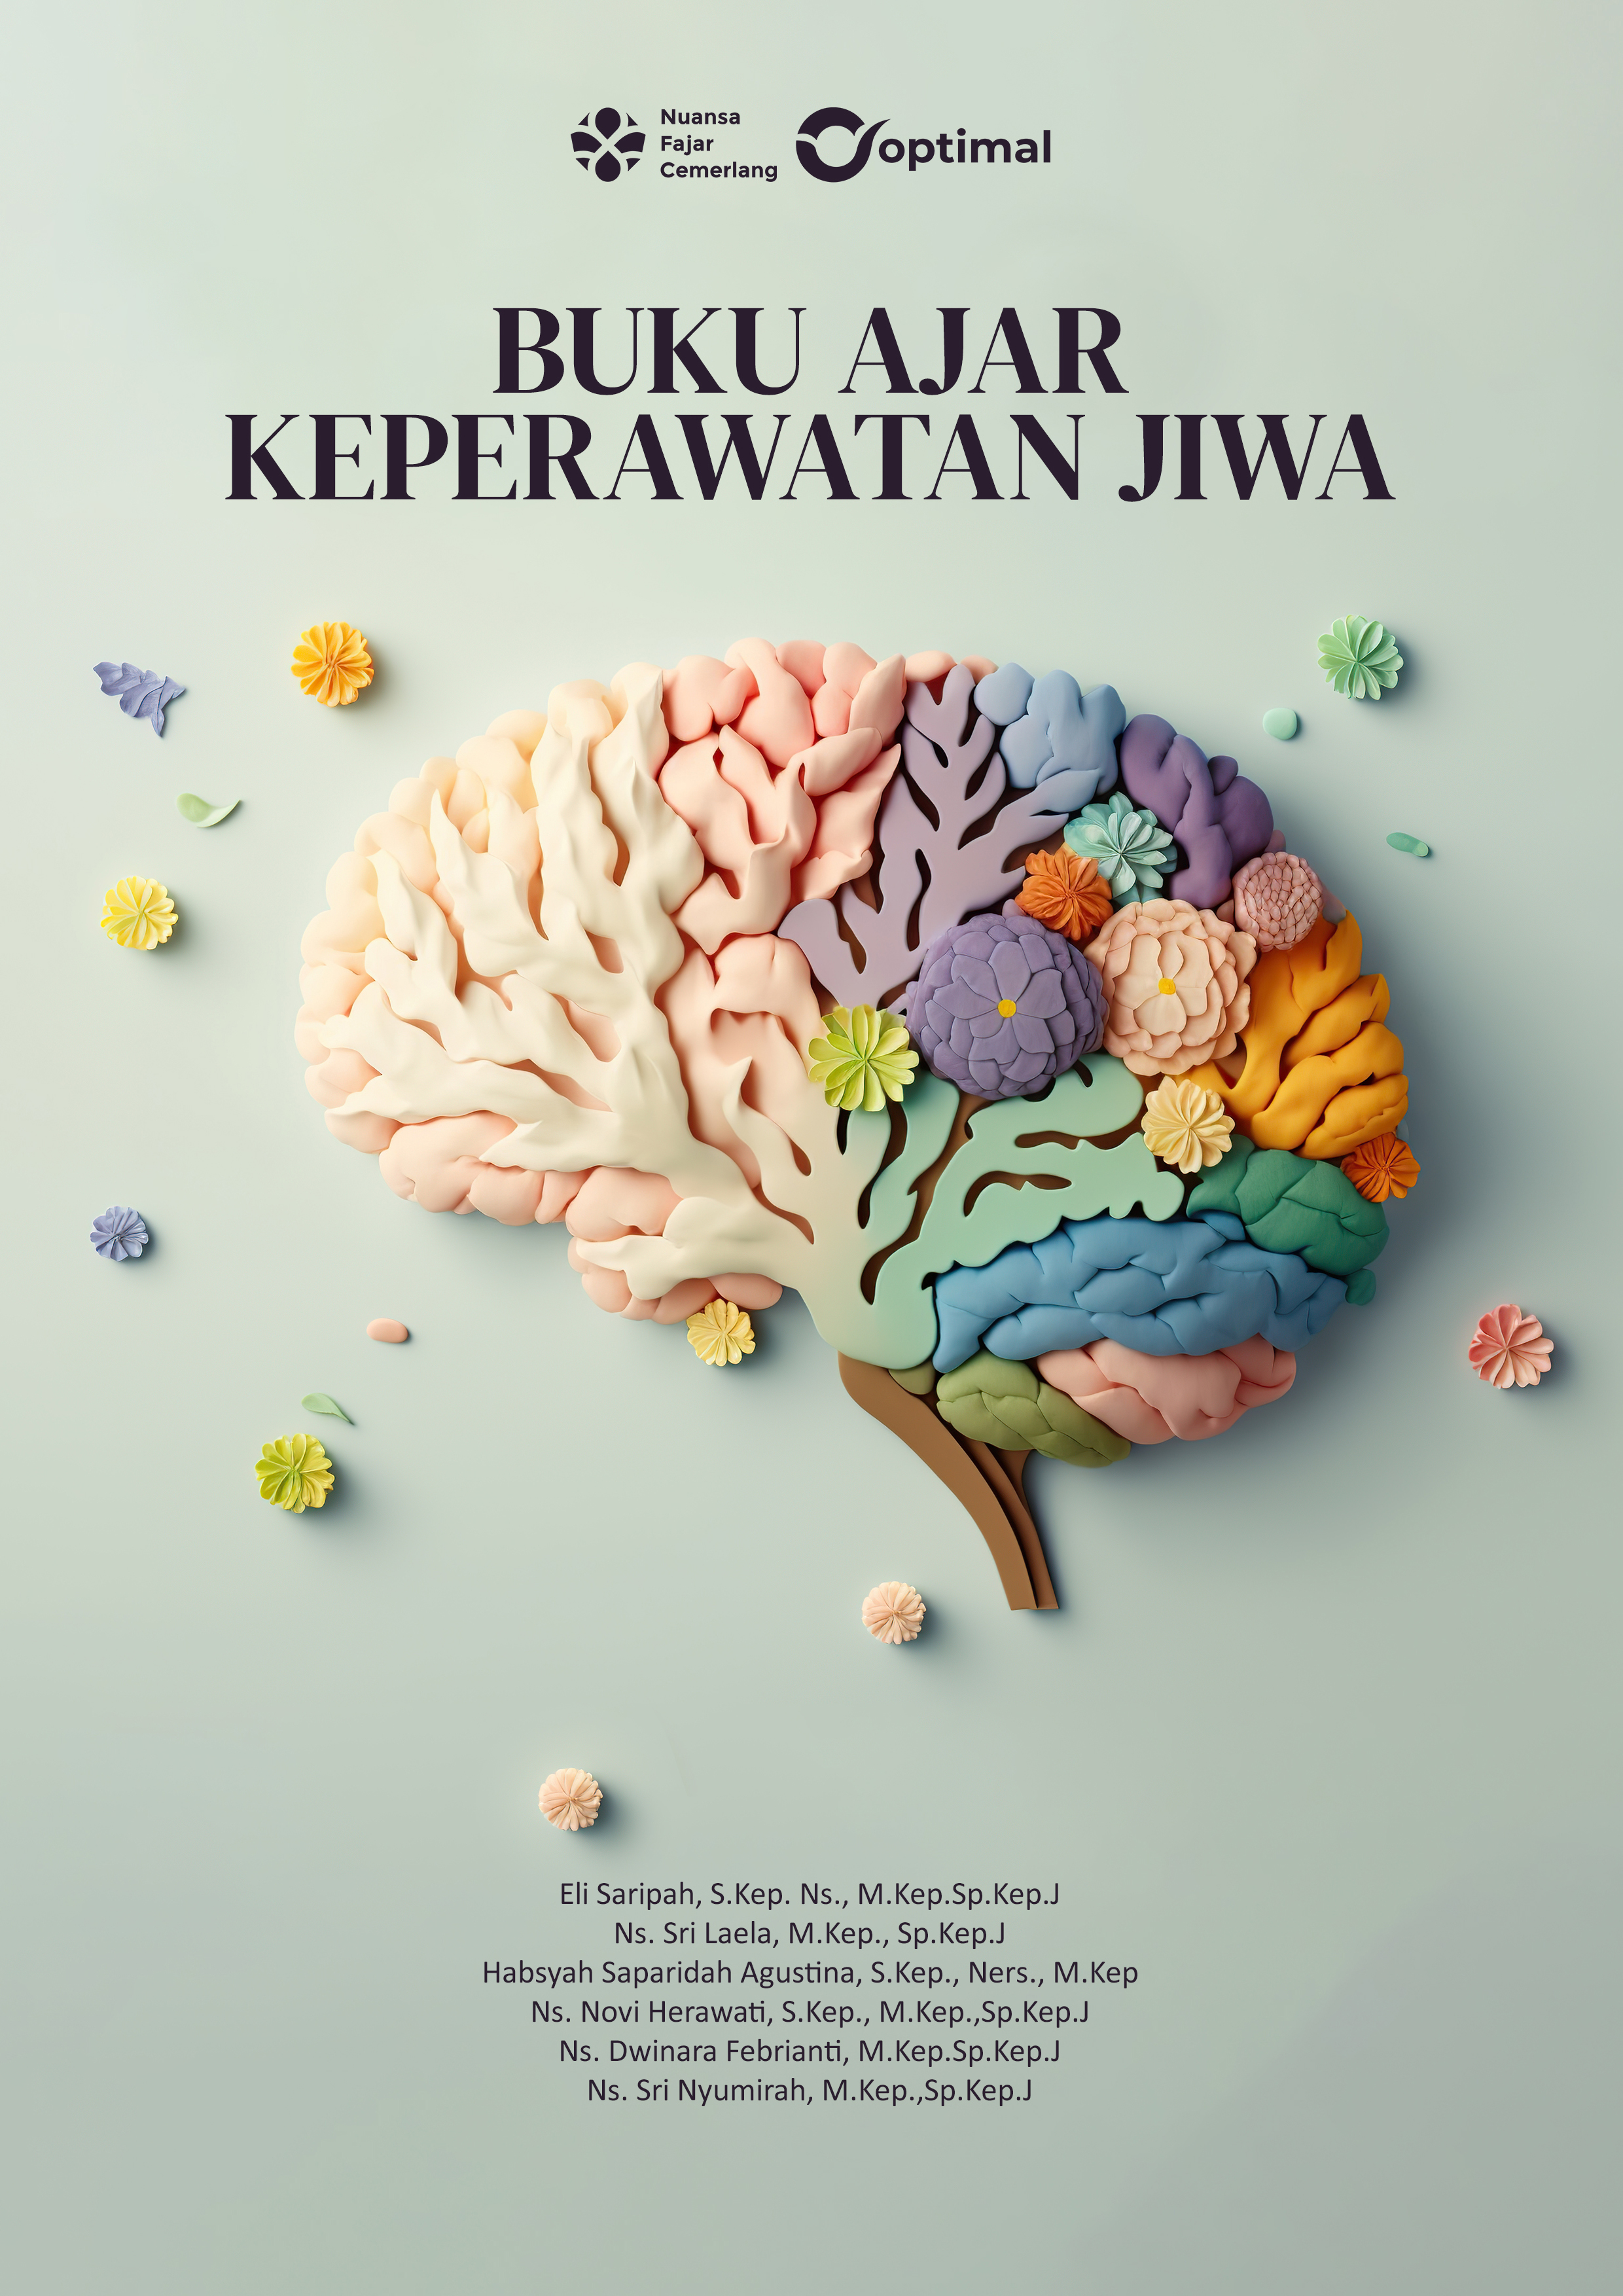 Nuansa
Fajar
Cemerlang
optimal
BUKU AJAR
KEPERAWATAN JIWA
Eli Saripah, S.Kep. Ns., M.Kep.Sp.Kep.J
Ns. Sri Laela, M.Kep., Sp.Kep.J
Habsyah Saparidah Agustina, S.Kep., Ners., M.Kep
Ns. Novi Herawati, S.Kep., M.Kep.,Sp.Kep.J
Ns. Dwinara Febrianti, M.Kep.Sp.Kep.J
Ns. Sri Nyumirah, M.Kep.,Sp.Kep.J